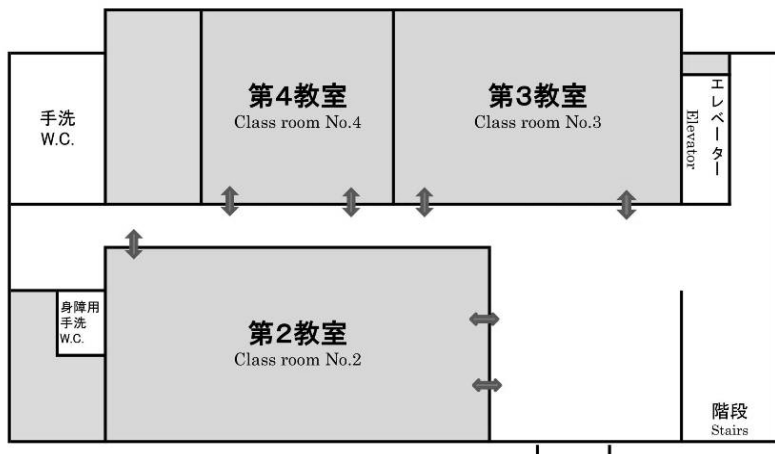 手洗
W.C.
第4教室
Class room No.4
第3教室
Class room No.3
エレベーター
Elevator
身障用
手洗
W.C.
第2教室
Class room No.2
階段
Stairs